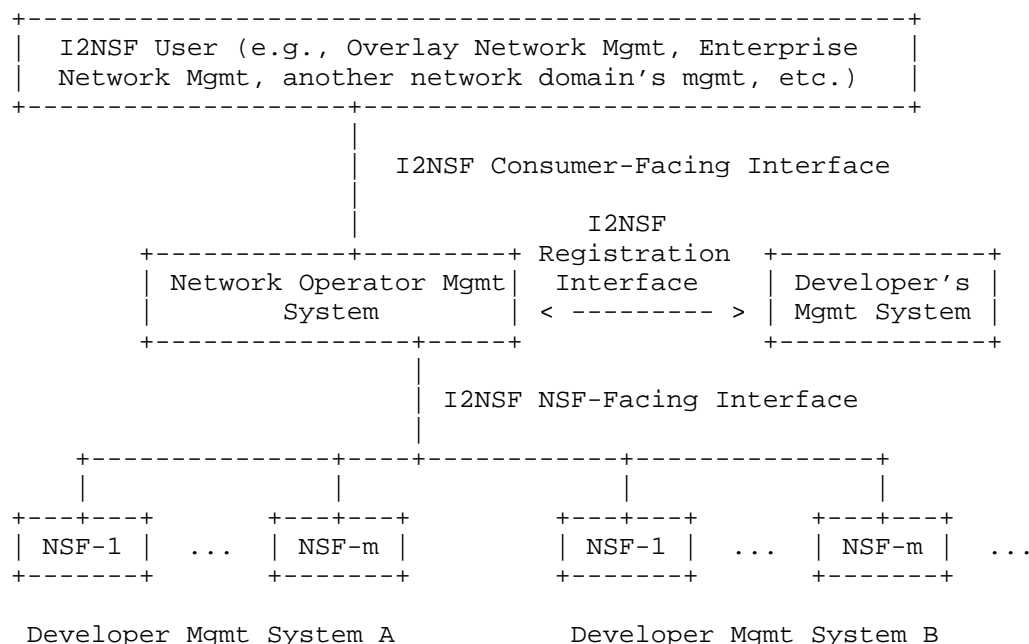 I2NSF User (e.g., Overlay Network Mgmt, Enterprise
Network Mgmt, another network domain's mgmt, etc.)
I2NSF Consumer-Facing Interface
I2NSF
Registration
Interface
Network Operator Mgmt
System
< --------- >
Developer's
Mgmt System
I2NSF NSF-Facing Interface
NSF-1 ... NSF-m NSF-1 ... NSF-m ...
Developer Mgmt System A Developer Mgmt System B